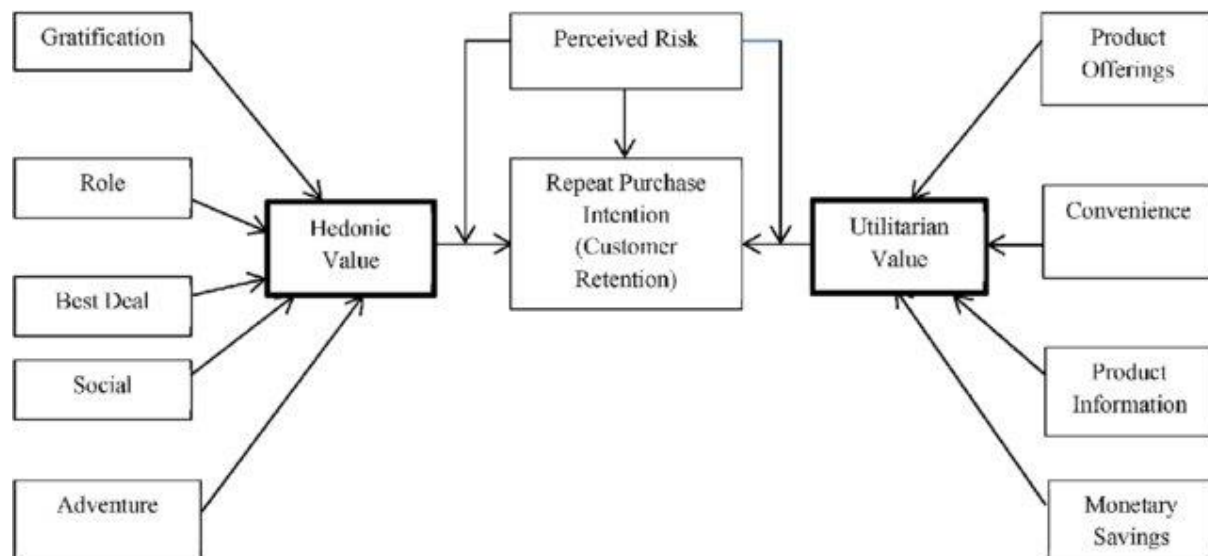 Gratification
Perceived Risk
Product
Offerings
Role
Repeat Purchase
Intention
(Customer
Retention)
Convenience
Hedonic
Value
Utilitarian
Value
Best Deal
Social
Product
Information
Adventure
Monetary
Savings